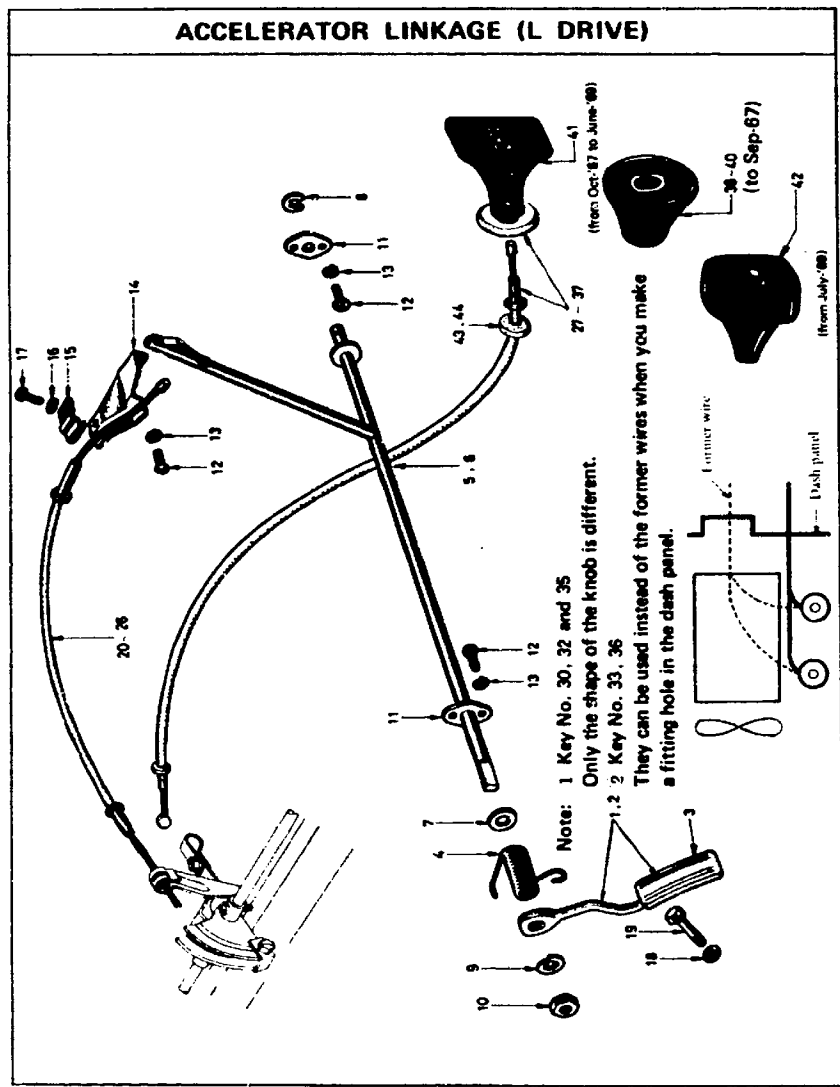 ACCELERATOR LINKAGE (L DRIVE)
17
16
15
14
13
12
20~26
8
11
13
12
5,6
43,44
27~37
41
(from Oct-'67 to June-'69)
38~40
(to Sep-67)
42
(from July-'69)
11
12
13
7
4
1,2
3
9
10
19
18
Note: 1 Key No. 30, 32 and 35
Only the shape of the knob is different.
2 Key No. 33, 36
They can be used instead of the former wires when you make
a fitting hole in the dash panel.
Former wire
Dash panel